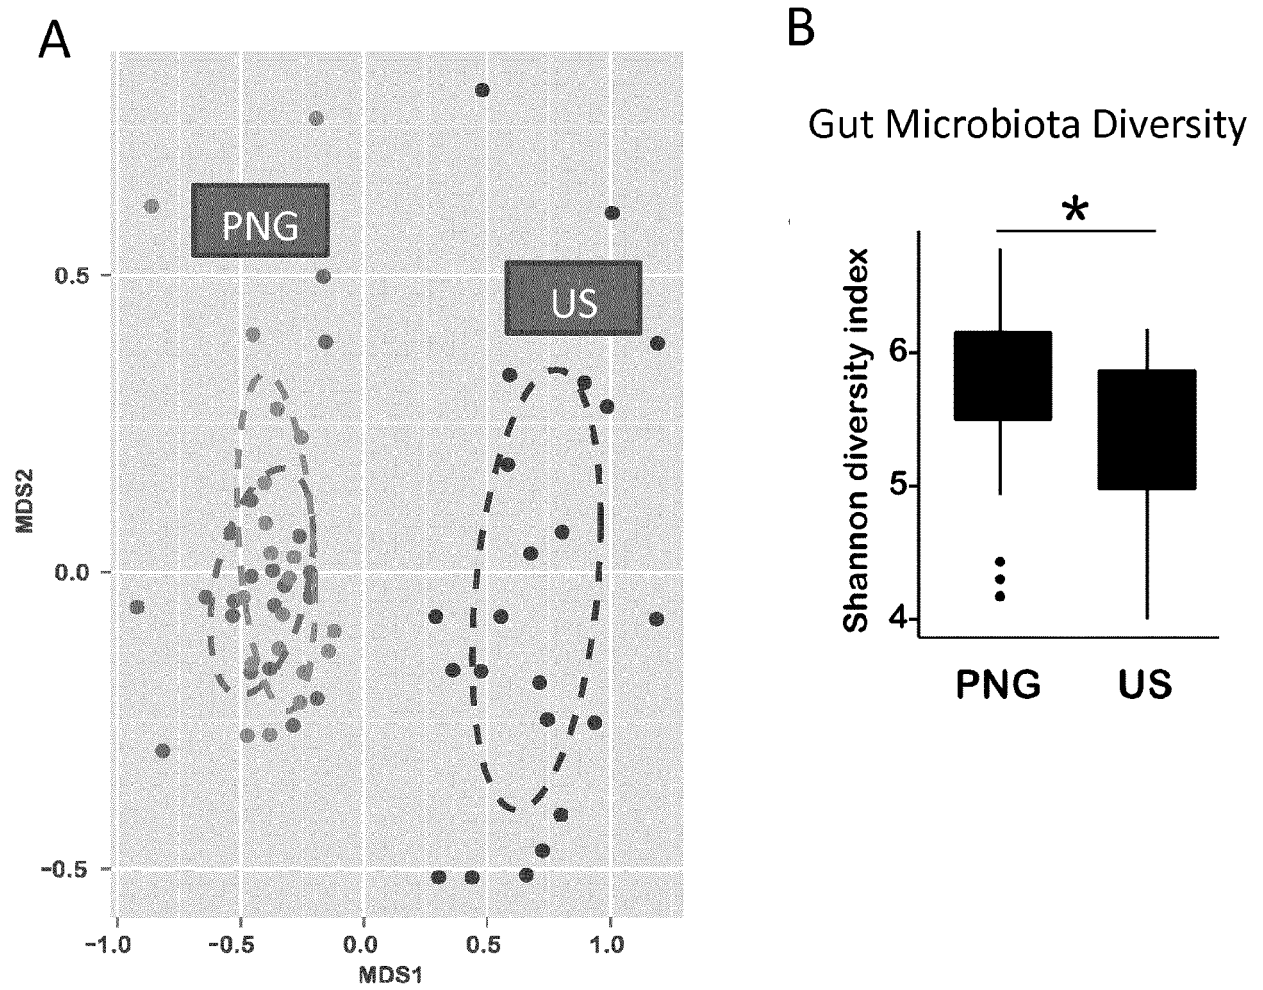 A
B
Gut Microbiota Diversity
PNG
US
*
0.5
0.0
−0.5
MDS2
−1.0 −0.5 0.0 0.5 1.0
MDS1
Shannon diversity index
6
5
4
PNG US